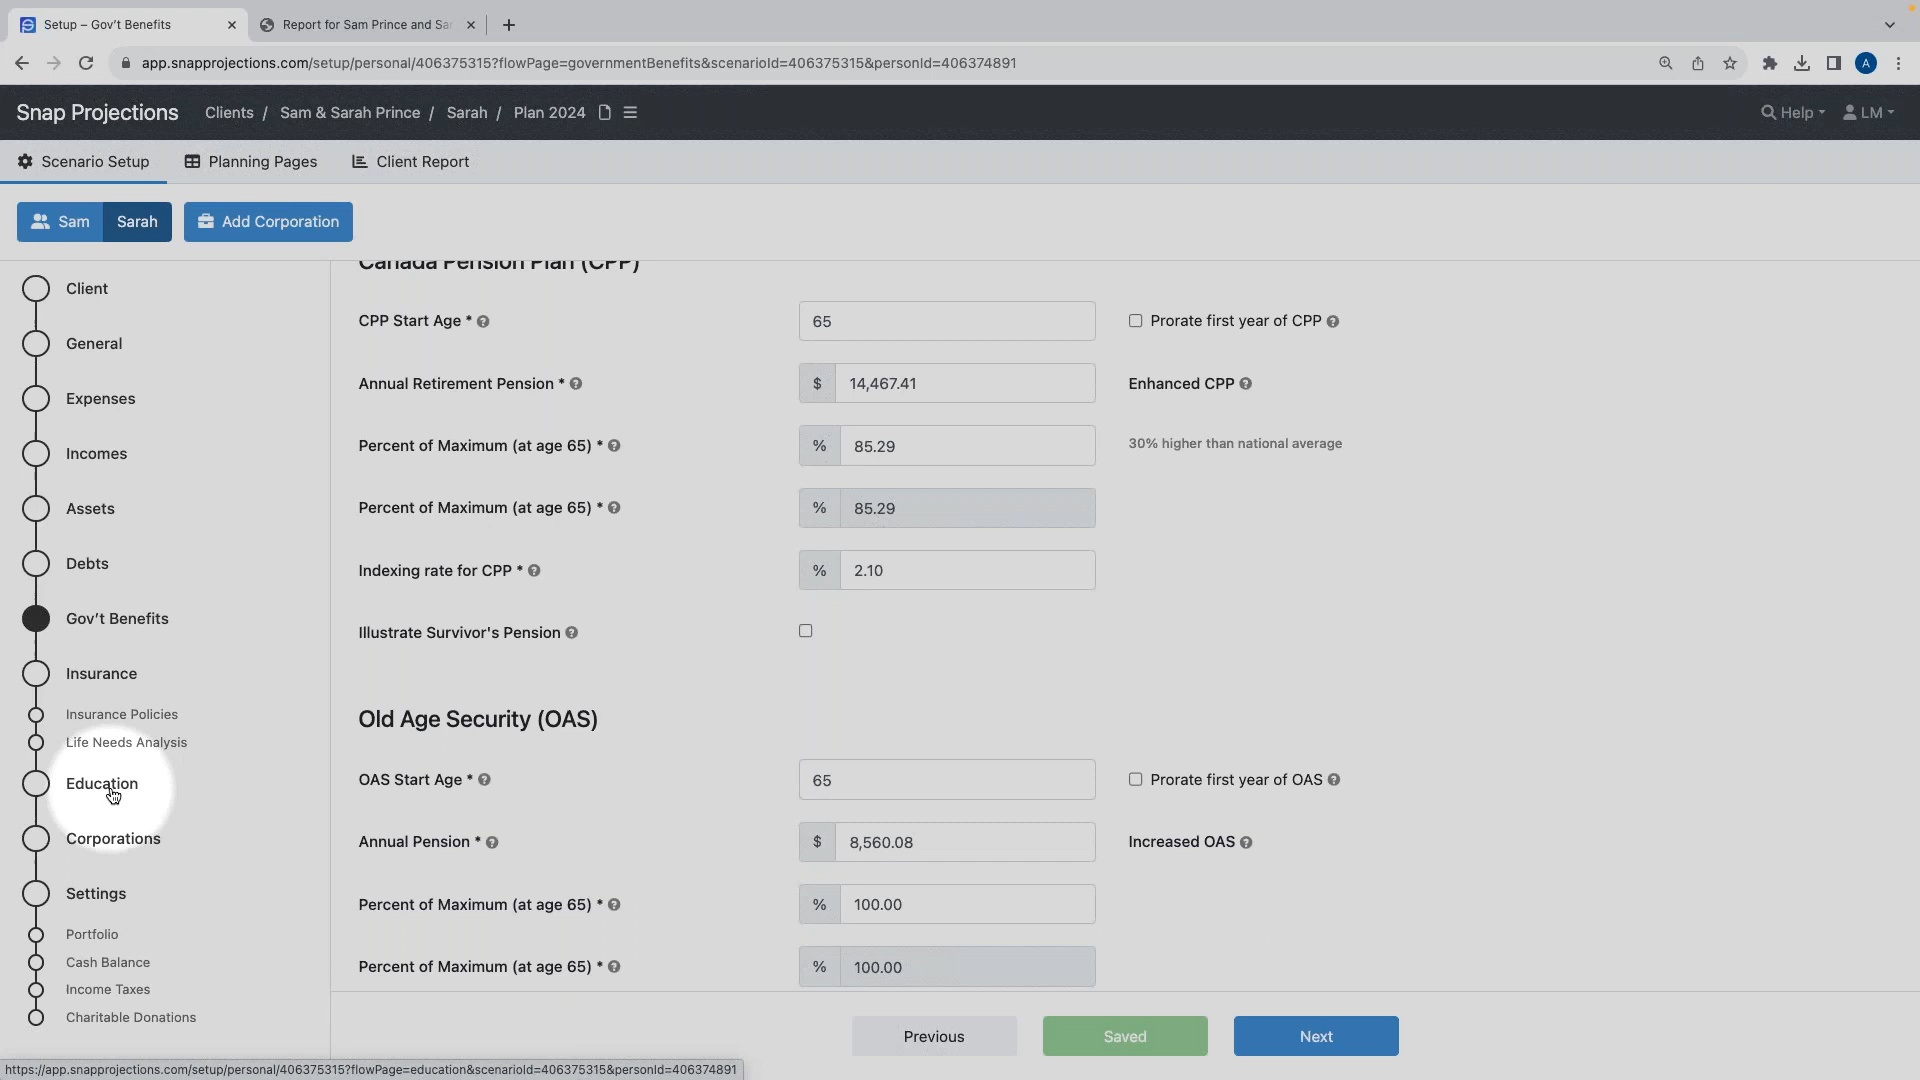 Setup – Gov't Benefits
Report for Sam Prince and Sar
app.snapprojections.com/setup/personal/406375315?flowPage=governmentBenefits&scenarioId=406375315&personId=406374891
A
Snap Projections
Clients / Sam & Sarah Prince / Sarah / Plan 2024
Help
LM
Scenario Setup
Planning Pages
Client Report
Sam
Sarah
Add Corporation
Client
General
Expenses
Incomes
Assets
Debts
Gov't Benefits
Insurance
Insurance Policies
Life Needs Analysis
Education
Corporations
Settings
Portfolio
Cash Balance
Income Taxes
Charitable Donations
Canada Pension Plan (CPP)
CPP Start Age * ?
65
Prorate first year of CPP ?
Annual Retirement Pension * ?
$ 14,467.41
Enhanced CPP ?
Percent of Maximum (at age 65) * ?
% 85.29
30% higher than national average
Percent of Maximum (at age 65) * ?
% 85.29
Indexing rate for CPP * ?
% 2.10
Illustrate Survivor's Pension ?
Old Age Security (OAS)
OAS Start Age * ?
65
Prorate first year of OAS ?
Annual Pension * ?
$ 8,560.08
Increased OAS ?
Percent of Maximum (at age 65) * ?
% 100.00
Percent of Maximum (at age 65) * ?
% 100.00
Previous
Saved
Next
https://app.snapprojections.com/setup/personal/406375315?flowPage=education&scenarioId=406375315&personId=406374891